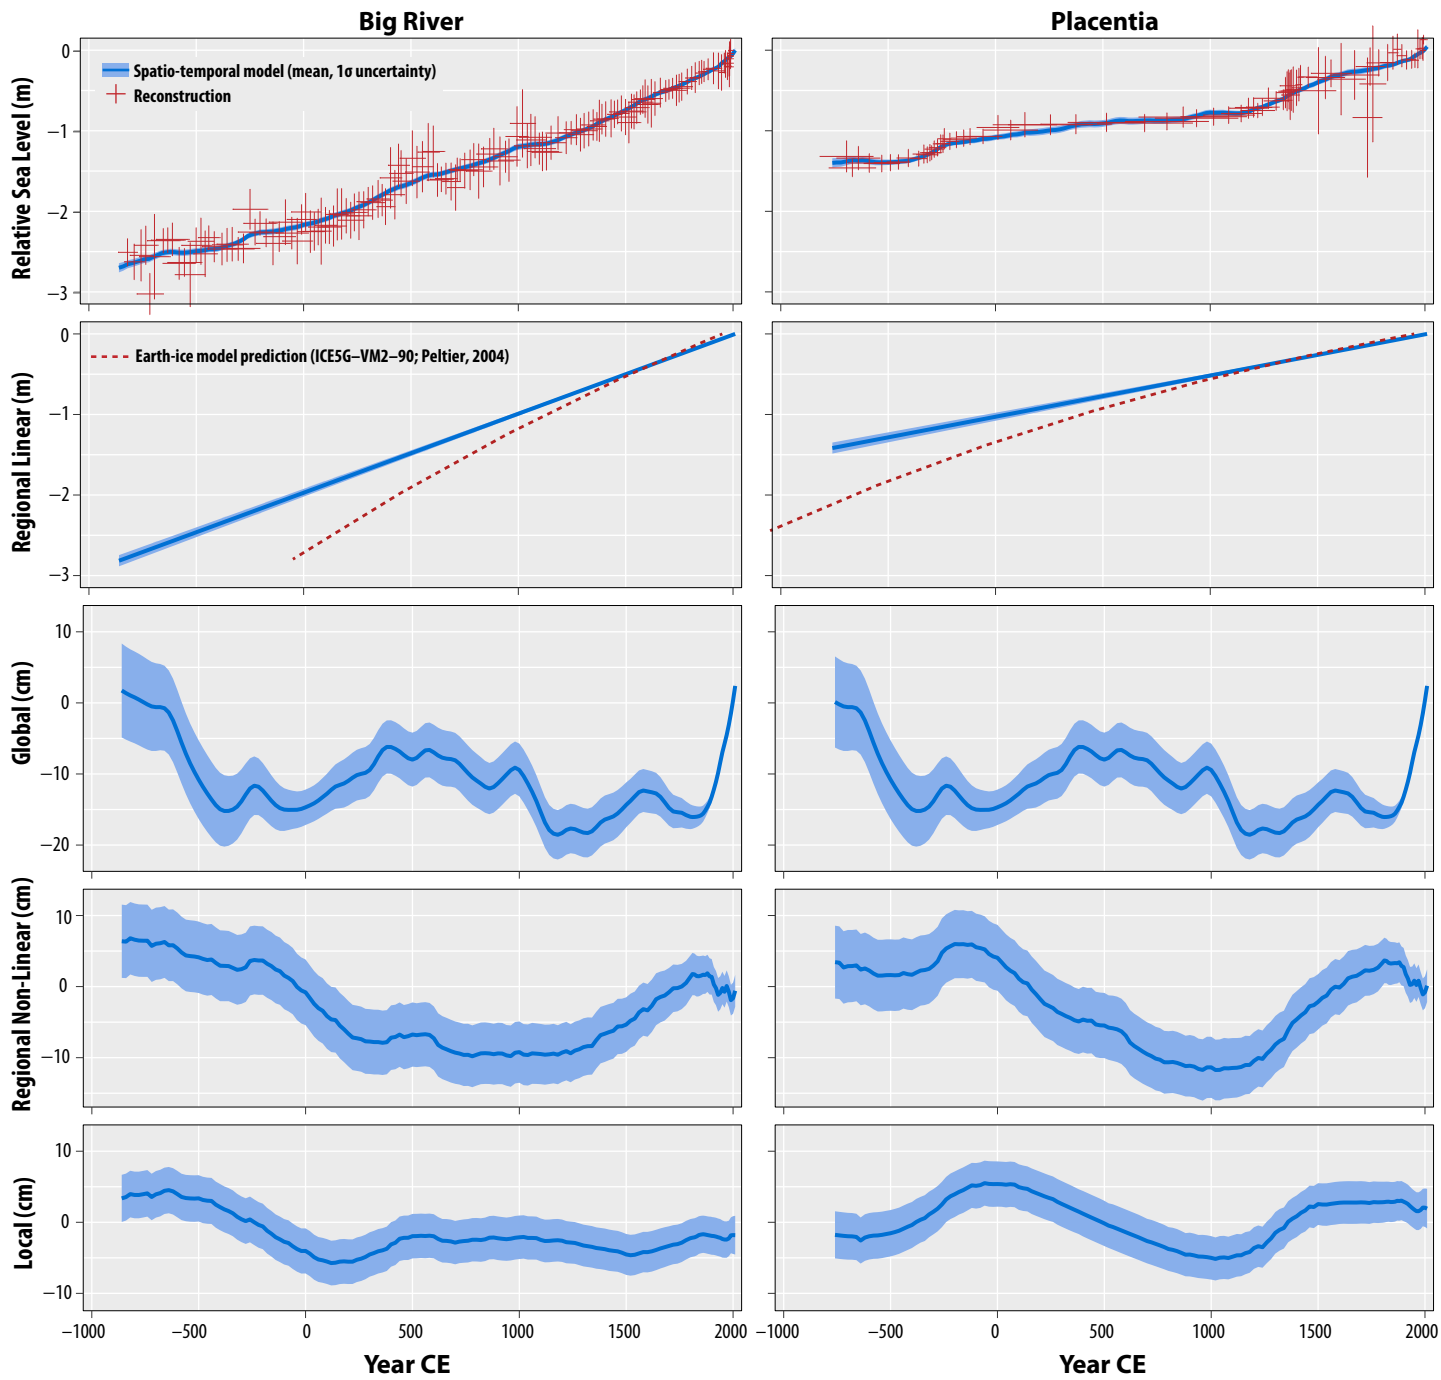 Big River
Placentia
Relative Sea Level (m)
0
−1
−2
−3
Spatio-temporal model (mean, 1σ uncertainty)
Reconstruction
Regional Linear (m)
0
−1
−2
−3
Earth-ice model prediction (ICE5G−VM2−90; Peltier, 2004)
Global (cm)
10
0
−10
−20
Regional Non-Linear (cm)
10
0
−10
Local (cm)
10
0
−10
−1000
−500
0
500
1000
1500
2000
−1000
−500
0
500
1000
1500
2000
Year CE
Year CE